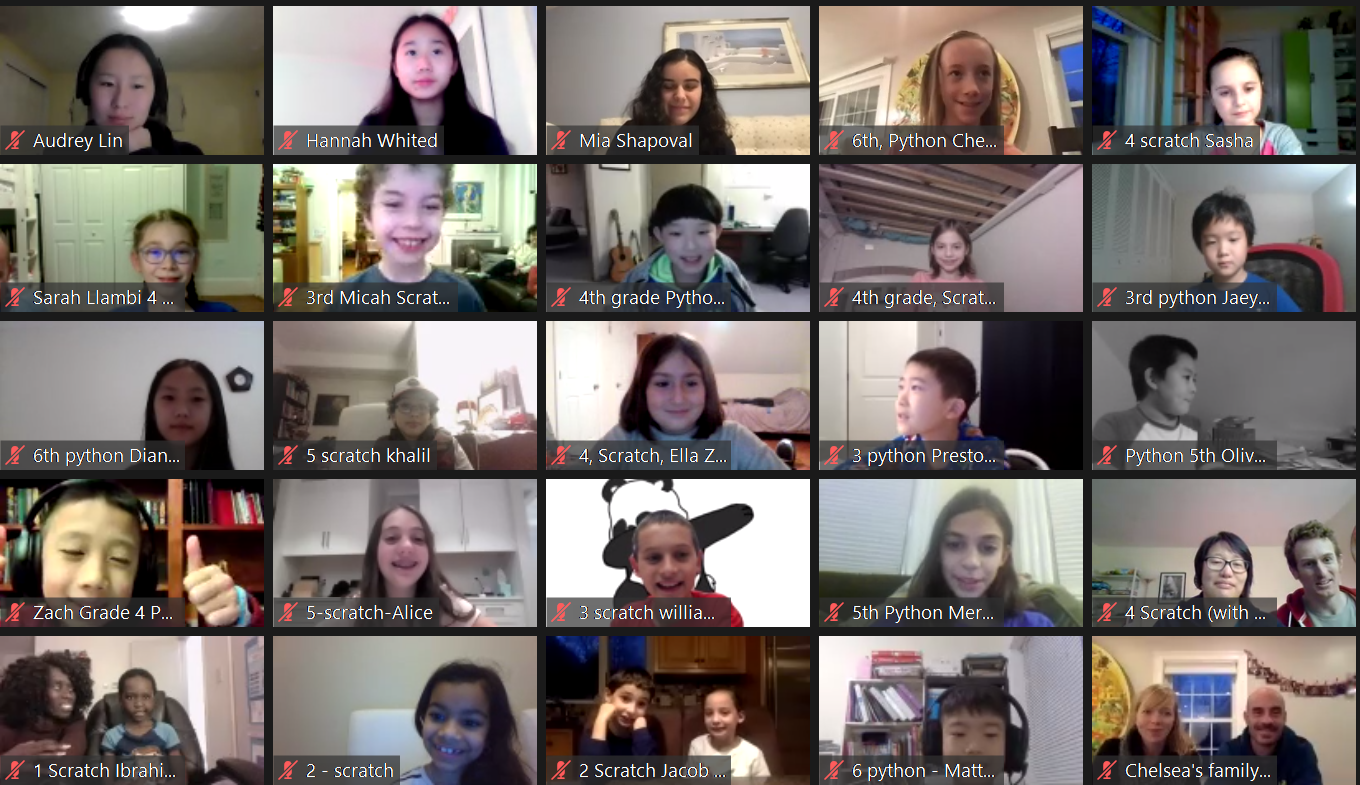 Audrey Lin
Hannah Whited
Mia Shapoval
6th, Python Che...
4 scratch Sasha
Sarah Llambi 4 ...
3rd Micah Scrat...
4th grade Pytho...
4th grade, Scrat...
3rd python Jaey...
6th python Dian...
5 scratch khalil
4, Scratch, Ella Z...
3 python Presto...
Python 5th Oliv...
Zach Grade 4 P...
5-scratch-Alice
3 scratch willia...
5th Python Mer...
4 Scratch (with ...
1 Scratch Ibrahi...
2 - scratch
2 Scratch Jacob ...
6 python - Matt...
Chelsea's family...